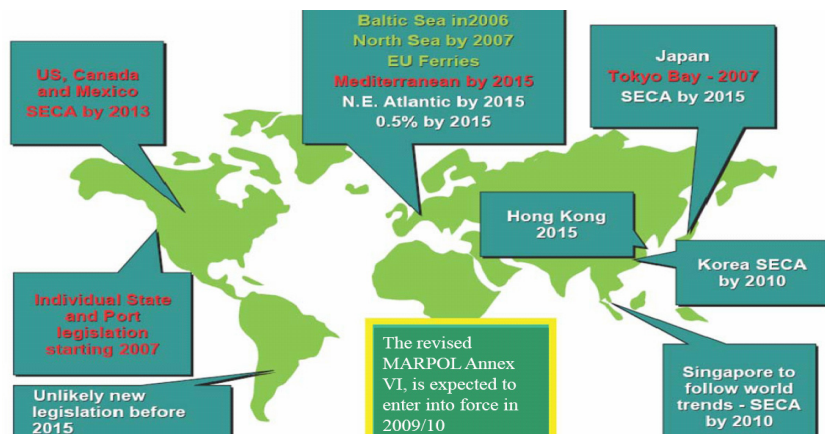 Baltic Sea in2006
North Sea by 2007
EU Ferries
Mediterranean by 2015
N.E. Atlantic by 2015
0.5% by 2015
US, Canada
and Mexico
SECA by 2013
Japan
Tokyo Bay - 2007
SECA by 2015
Hong Kong
2015
Korea SECA
by 2010
Individual State
and Port
legislation
starting 2007
The revised
MARPOL Annex
VI, is expected to
enter into force in
2009/10
Unlikely new
legislation before
2015
Singapore to
follow world
trends - SECA
by 2010